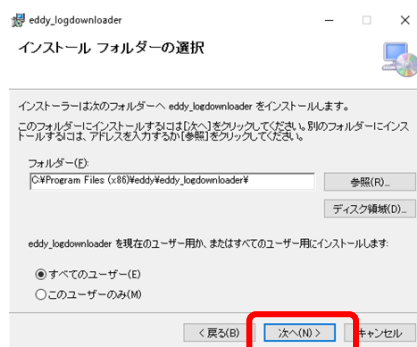 eddy_logdownloader
インストール フォルダーの選択
インストーラーは次のフォルダーへ eddy_logdownloader をインストールします。
このフォルダーにインストールするには[次へ]をクリックしてください。別のフォルダーにインス
トールするには、アドレスを入力するか[参照]をクリックしてください。
フォルダー(F):
C:¥Program Files (x86)¥eddy¥eddy_logdownloader¥
参照(R)...
ディスク領域(D)...
eddy_logdownloader を現在のユーザー用か、またはすべてのユーザー用にインストールします:
すべてのユーザー(E)
このユーザーのみ(M)
< 戻る(B)
次へ(N) >
キャンセル